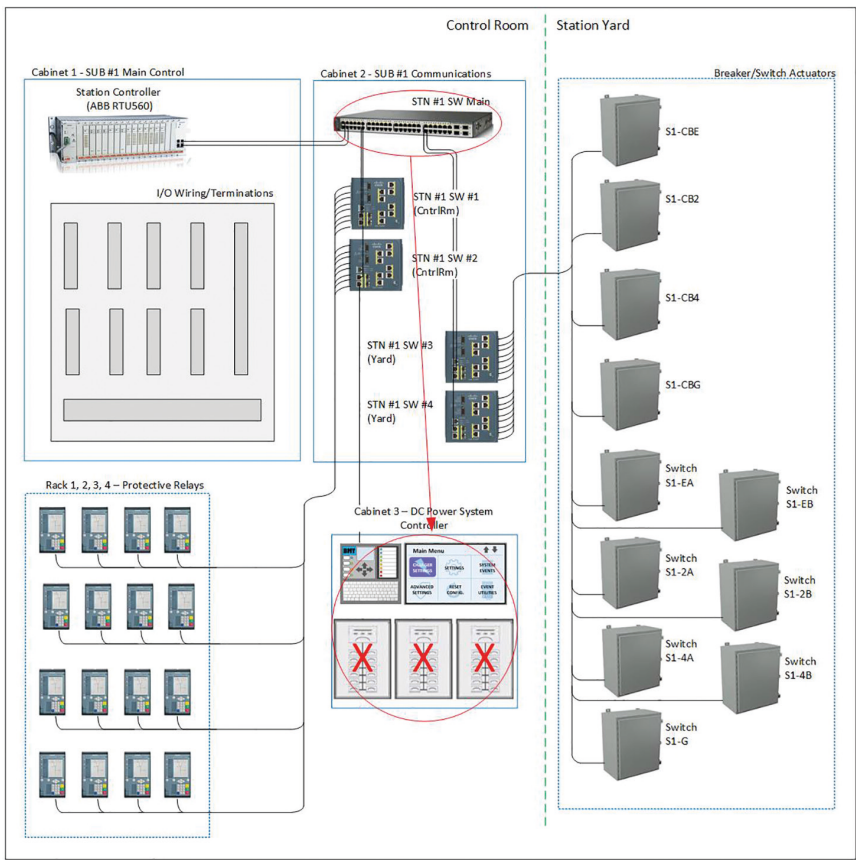 Control Room
Station Yard
Cabinet 1 - SUB #1 Main Control
Station Controller
(ABB RTU560)
I/O Wiring/Terminations
Cabinet 2 - SUB #1 Communications
STN #1 SW Main
STN #1 SW #1
(CntrlRm)
STN #1 SW #2
(CntrlRm)
STN #1 SW #3
(Yard)
STN #1 SW #4
(Yard)
Rack 1, 2, 3, 4 – Protective Relays
Cabinet 3 – DC Power System
Controller
Main Menu
CHARGER
SETTINGS
SETTINGS
SYSTEM
EVENTS
ADVANCED
SETTINGS
RESET
CONTRL
EVENT
UTILITIES
X
X
X
Breaker/Switch Actuators
S1-CBE
S1-CB2
S1-CB4
S1-CBG
Switch
S1-EA
Switch
S1-EB
Switch
S1-2A
Switch
S1-2B
Switch
S1-4A
Switch
S1-4B
Switch
S1-G